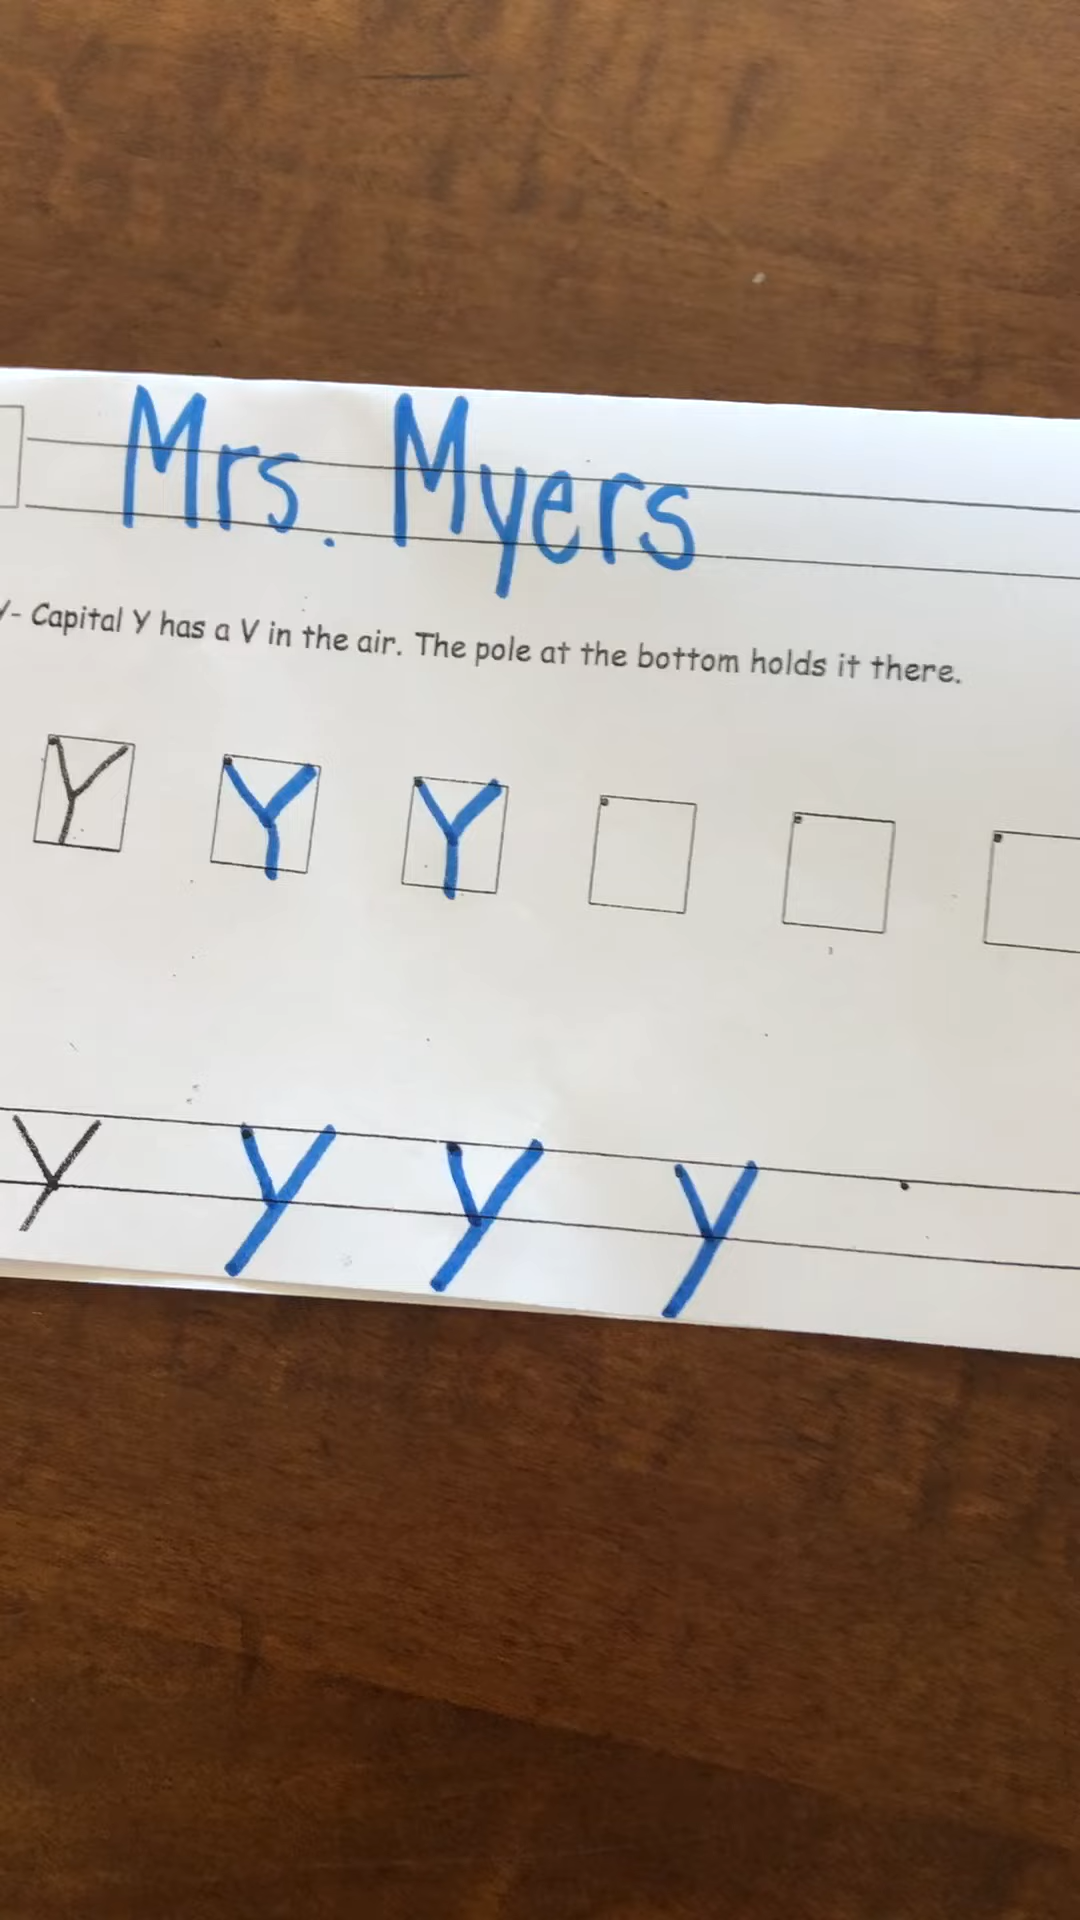 Mrs. Myers
Y- Capital Y has a V in the air. The pole at the bottom holds it there.
Y Y Y
y y y y